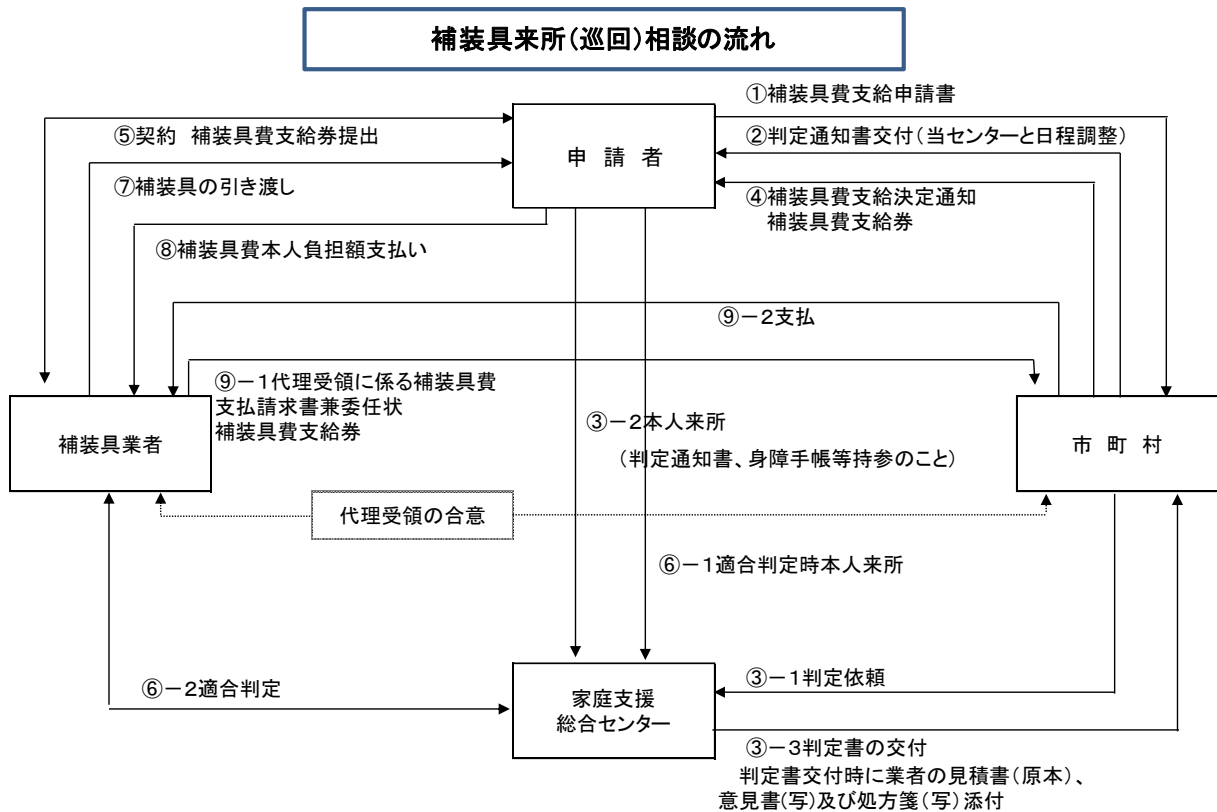 補装具来所(巡回)相談の流れ
①補装具費支給申請書
⑤契約 補装具費支給券提出
申 請 者
②判定通知書交付(当センターと日程調整)
⑦補装具の引き渡し
④補装具費支給決定通知
補装具費支給券
⑧補装具費本人負担額支払い
⑨－2支払
⑨－1代理受領に係る補装具費
支払請求書兼委任状
補装具費支給券
補装具業者
③－2本人来所
(判定通知書、身障手帳等持参のこと)
市 町 村
代理受領の合意
⑥－1適合判定時本人来所
⑥－2適合判定
家庭支援
総合センター
③－1判定依頼
③－3判定書の交付
判定書交付時に業者の見積書(原本)、
意見書(写)及び処方箋(写)添付